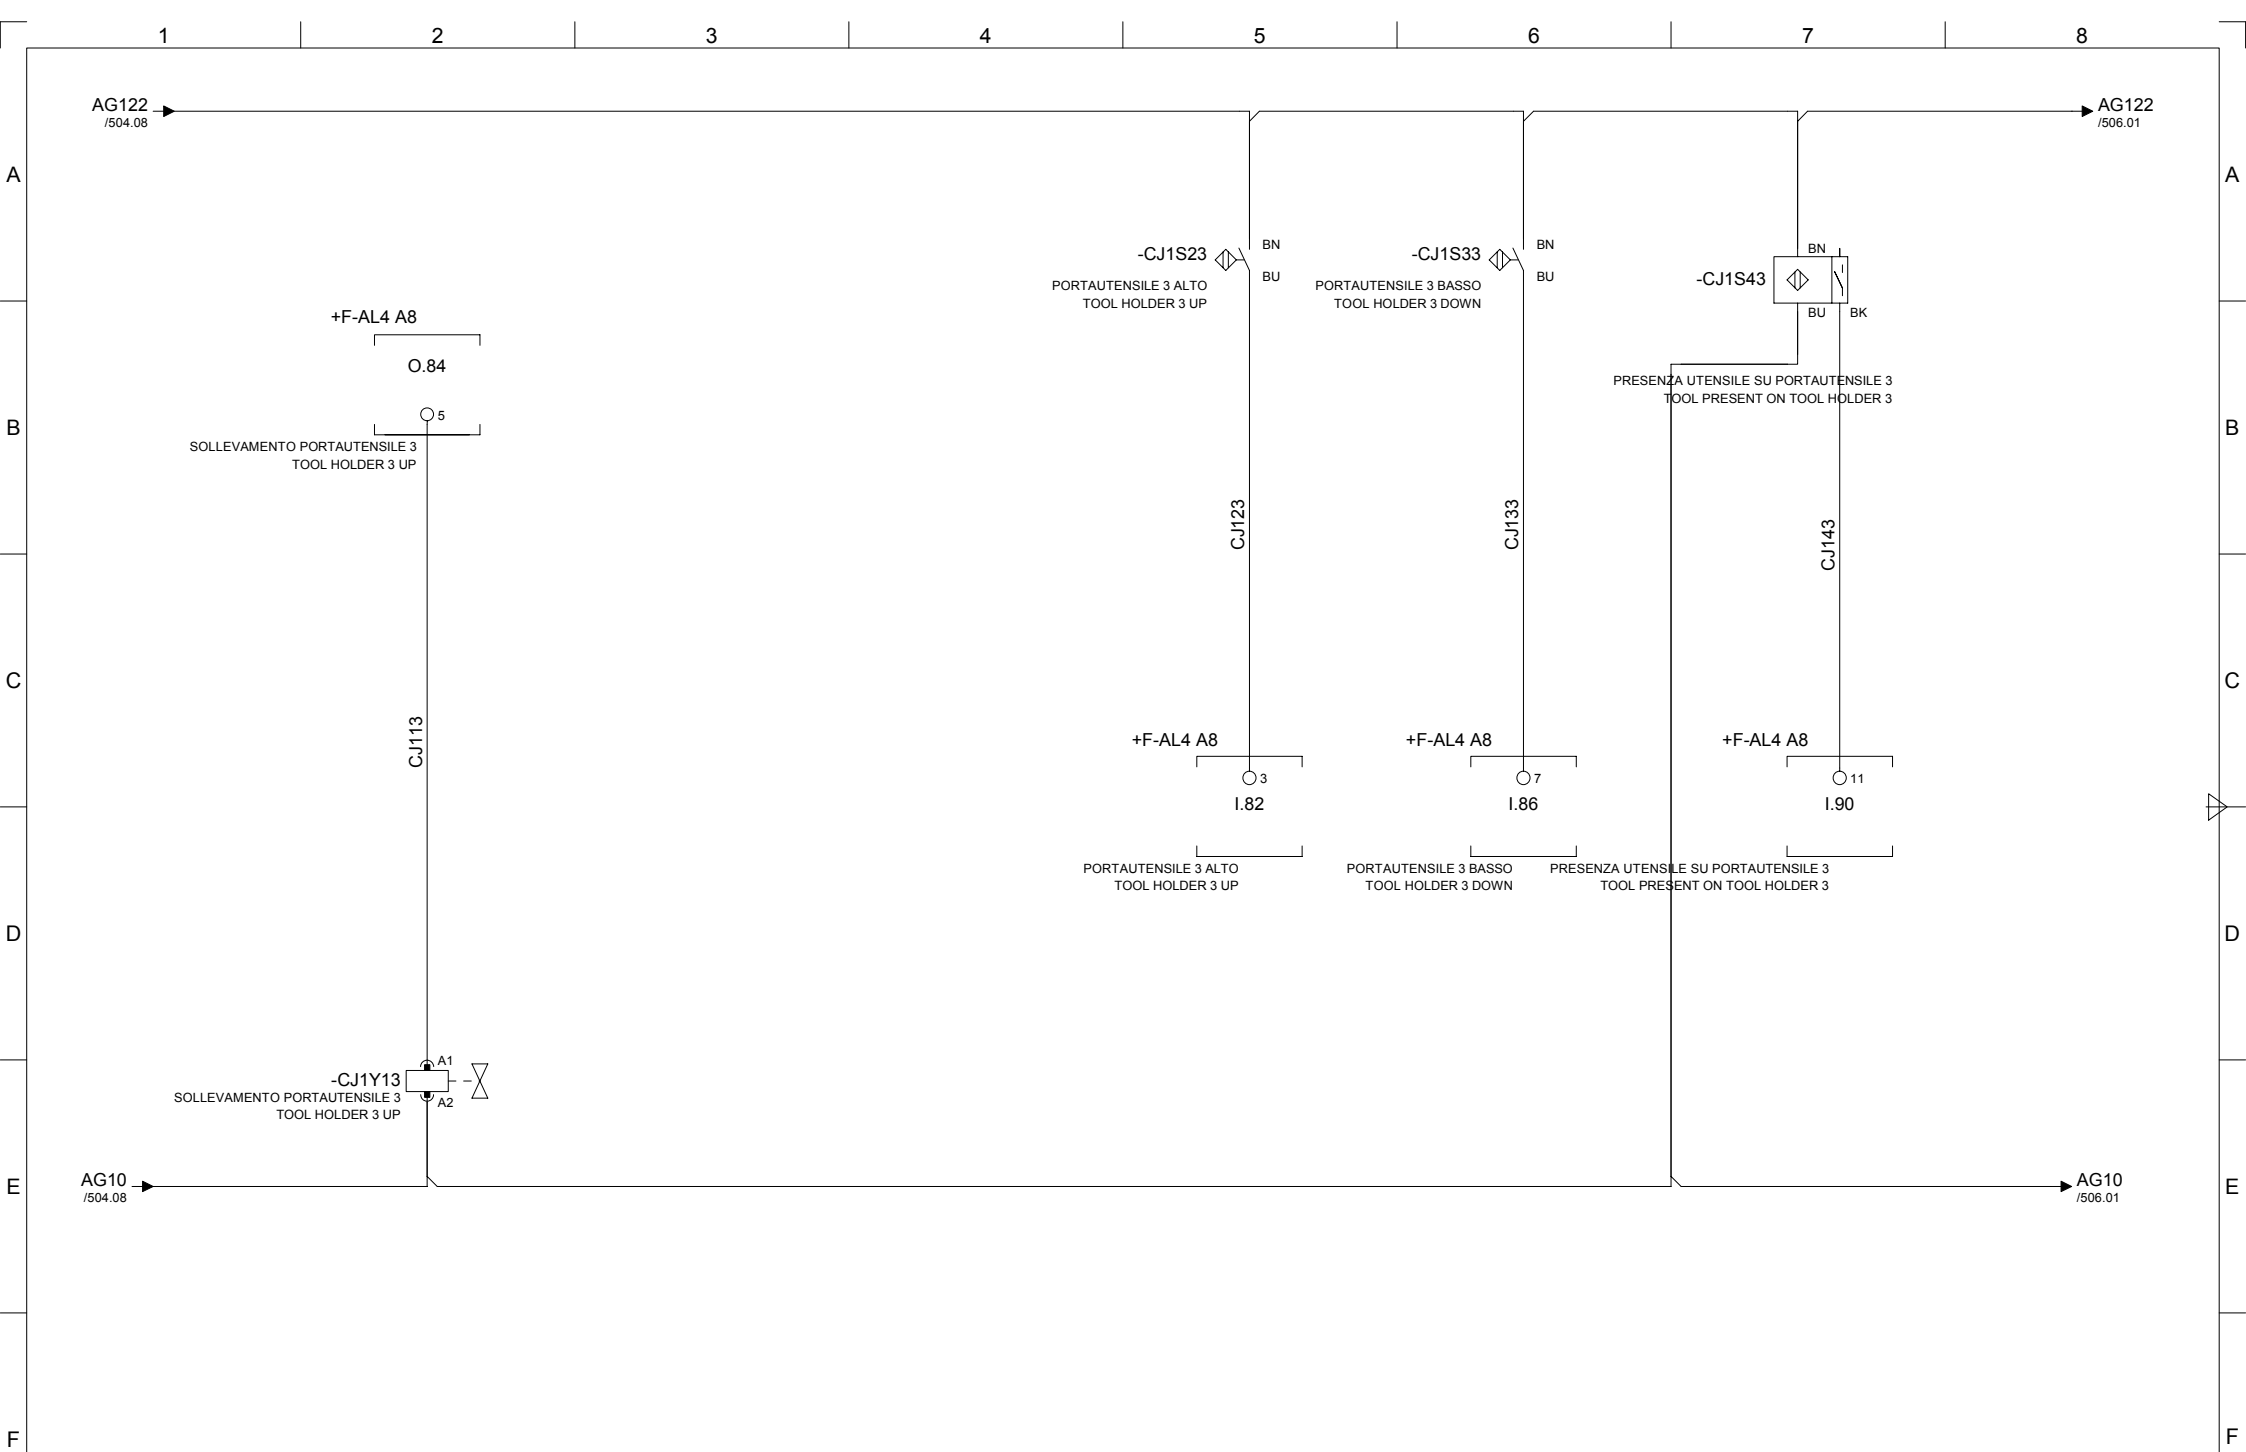 1 2 3 4 5 6 7 8
AG122
/504.08
AG122
/506.01
A
A
-CJ1S23
BN
BU
PORTAUTENSILE 3 ALTO
TOOL HOLDER 3 UP
-CJ1S33
BN
BU
PORTAUTENSILE 3 BASSO
TOOL HOLDER 3 DOWN
-CJ1S43
BN
BU
BK
PRESENZA UTENSILE SU PORTAUTENSILE 3
TOOL PRESENT ON TOOL HOLDER 3
+F-AL4 A8
O.84
5
SOLLEVAMENTO PORTAUTENSILE 3
TOOL HOLDER 3 UP
B
B
CJ123
CJ133
CJ143
C
C
CJ113
+F-AL4 A8
3
I.82
PORTAUTENSILE 3 ALTO
TOOL HOLDER 3 UP
+F-AL4 A8
7
I.86
PORTAUTENSILE 3 BASSO
TOOL HOLDER 3 DOWN
+F-AL4 A8
11
I.90
PRESENZA UTENSILE SU PORTAUTENSILE 3
TOOL PRESENT ON TOOL HOLDER 3
D
D
-CJ1Y13
A1
A2
SOLLEVAMENTO PORTAUTENSILE 3
TOOL HOLDER 3 UP
E
E
AG10
/504.08
AG10
/506.01
F
F